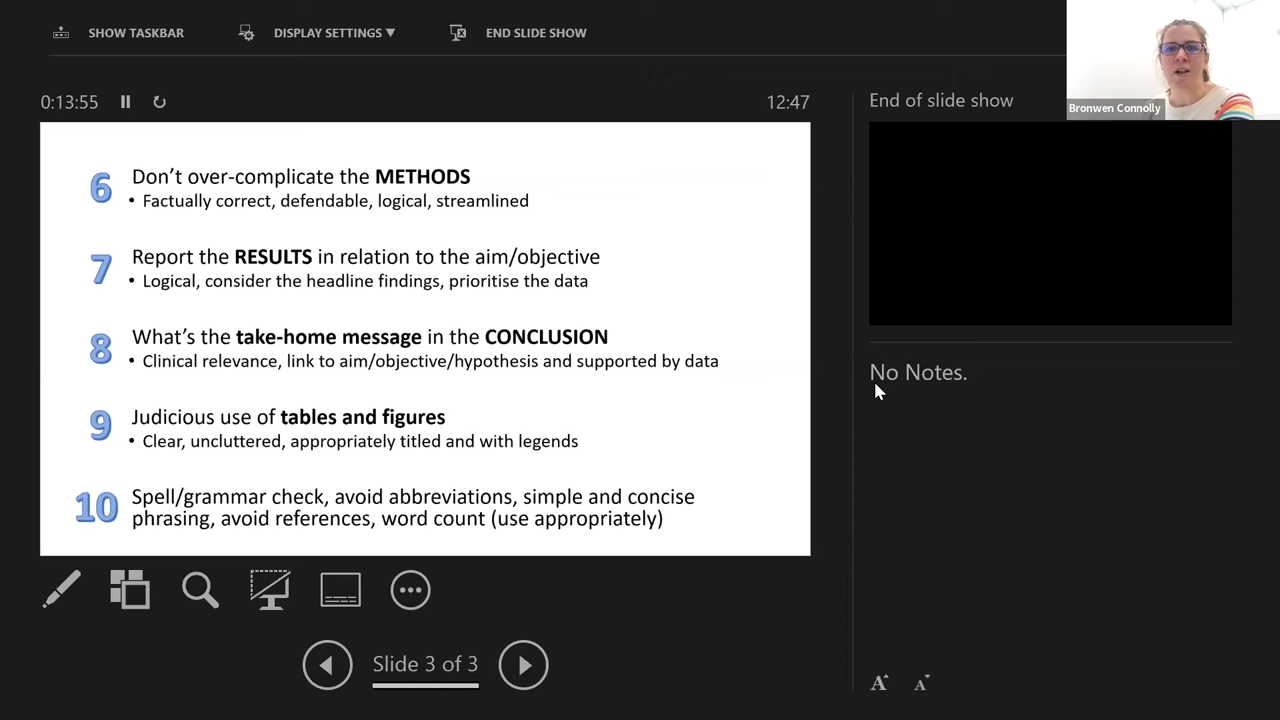 SHOW TASKBAR
DISPLAY SETTINGS ▼
END SLIDE SHOW
Bronwen Connolly
0:13:55
12:47
End of slide show
6 Don't over-complicate the METHODS
• Factually correct, defendable, logical, streamlined
7 Report the RESULTS in relation to the aim/objective
• Logical, consider the headline findings, prioritise the data
8 What's the take-home message in the CONCLUSION
• Clinical relevance, link to aim/objective/hypothesis and supported by data
9 Judicious use of tables and figures
• Clear, uncluttered, appropriately titled and with legends
10 Spell/grammar check, avoid abbreviations, simple and concise
phrasing, avoid references, word count (use appropriately)
No Notes.
Slide 3 of 3
A A